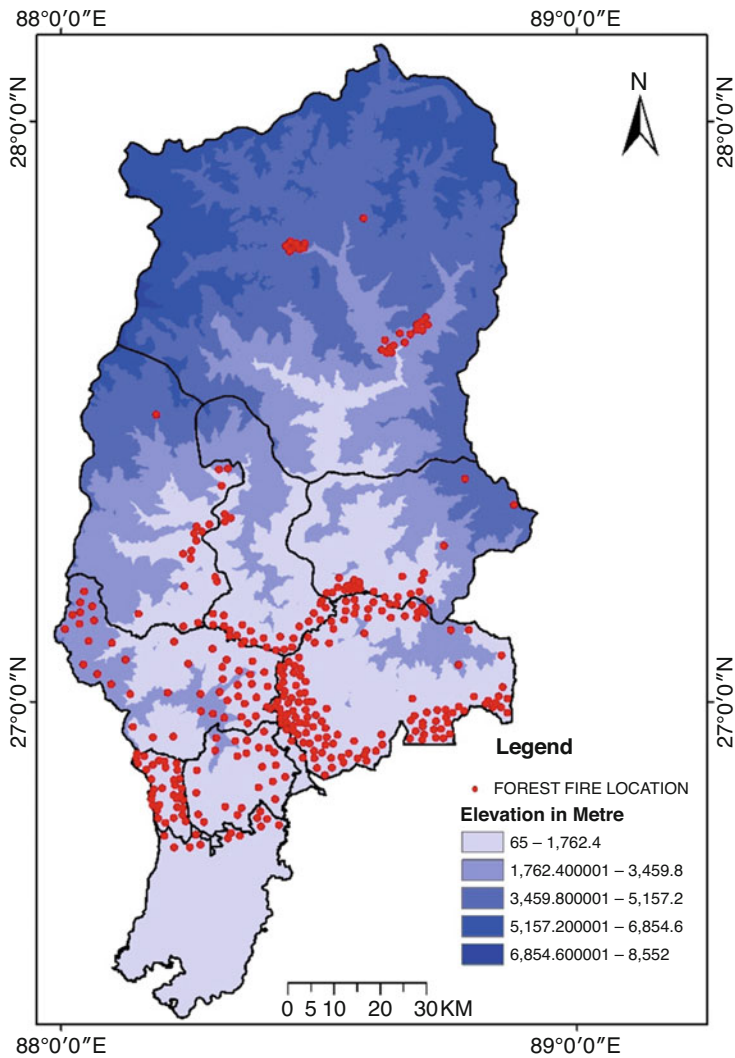 88°0′0″E 89°0′0″E
N
28°0′0″N 28°0′0″N
27°0′0″N 27°0′0″N
Legend
FOREST FIRE LOCATION
Elevation in Metre
65 – 1,762.4
1,762.400001 – 3,459.8
3,459.800001 – 5,157.2
5,157.200001 – 6,854.6
6,854.600001 – 8,552
0 5 10 20 30 KM
88°0′0″E 89°0′0″E